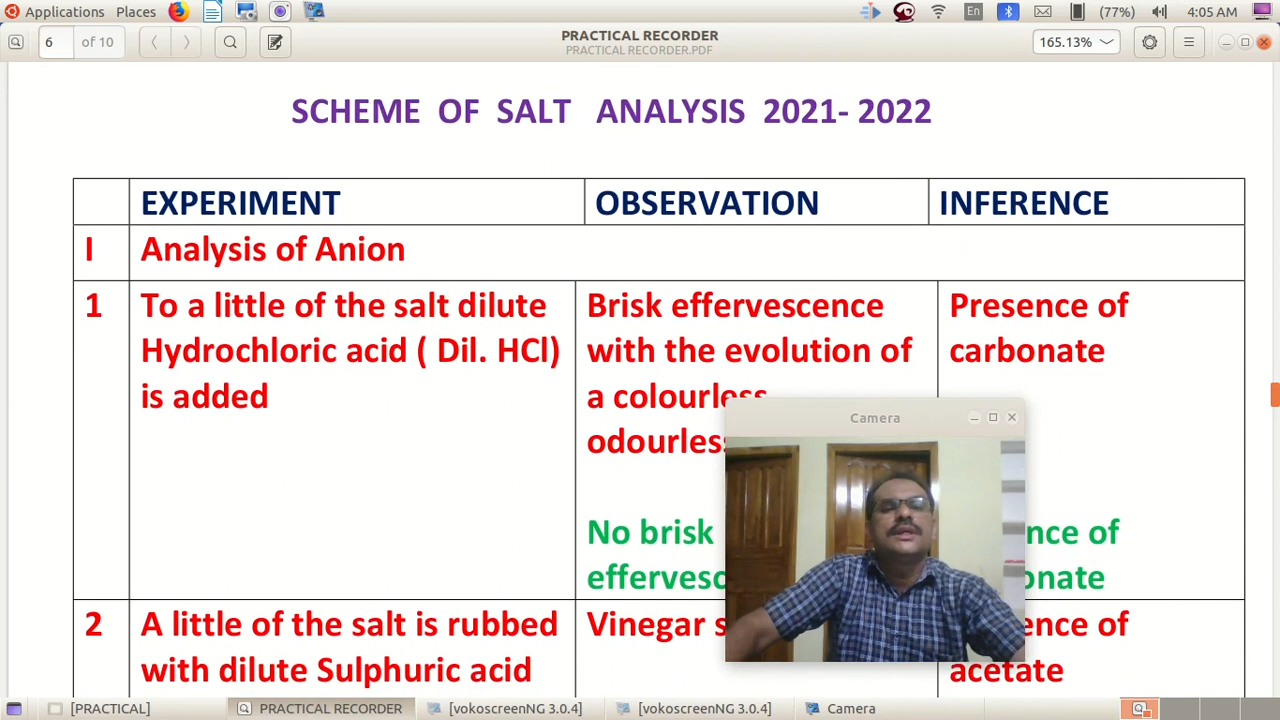 Applications Places En (77%) 4:05 AM
6 of 10
PRACTICAL RECORDER
PRACTICAL RECORDER.PDF
165.13%
SCHEME OF SALT ANALYSIS 2021- 2022
EXPERIMENT OBSERVATION INFERENCE
I Analysis of Anion
1 To a little of the salt dilute
Hydrochloric acid ( Dil. HCl)
is added
Brisk effervescence
with the evolution of
a colourless
odourless
No brisk
Presence of
carbonate
of
2 A little of the salt is rubbed
with dilute Sulphuric acid
Vinegar
of
acetate
Camera
[PRACTICAL] PRACTICAL RECORDER [vokoscreenNG 3.0.4] [vokoscreenNG 3.0.4] Camera